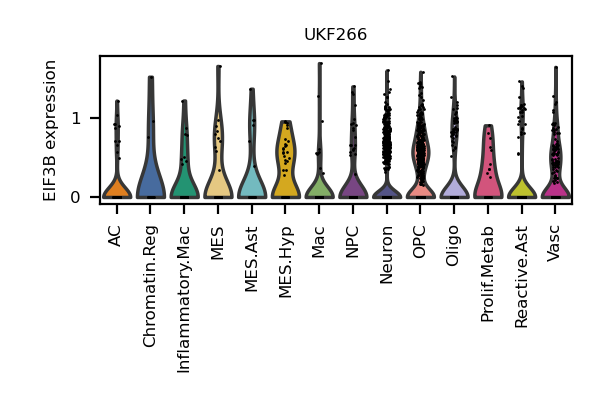 UKF266
EIF3B expression
1
0
AC
Chromatin.Reg
Inflammatory.Mac
MES
MES.Ast
MES.Hyp
Mac
NPC
Neuron
OPC
Oligo
Prolif.Metab
Reactive.Ast
Vasc